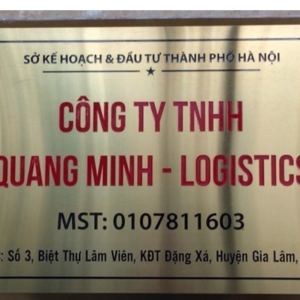 SỞ KẾ HOẠCH & ĐẦU TƯ THÀNH PHỐ HÀ NỘI
CÔNG TY TNHH
QUANG MINH - LOGISTICS
MST: 0107811603
: Số 3, Biệt Thự Lâm Viên, KĐT Đặng Xá, Huyện Gia Lâm,